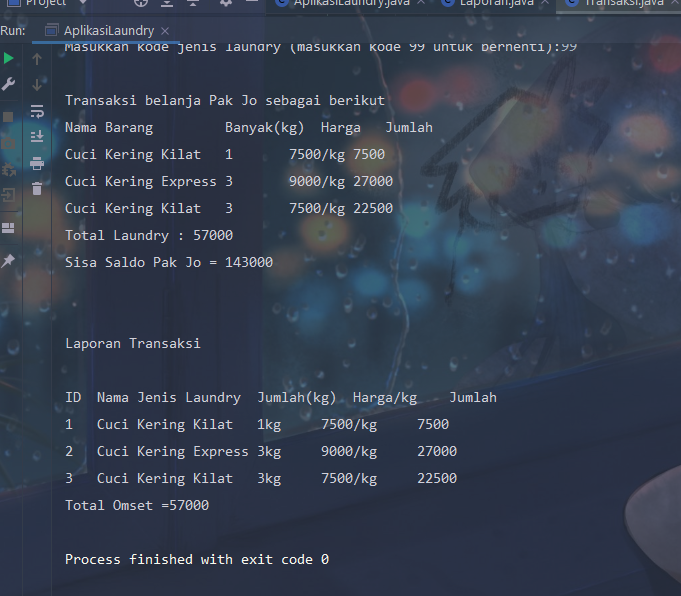 Project
AplikasiLaundry.java
Laporan.java
Transaksi.java
Run: AplikasiLaundry
Masukkan kode jenis laundry (masukkan kode 99 untuk berhenti):99
Transaksi belanja Pak Jo sebagai berikut
Nama Barang Banyak(kg) Harga Jumlah
Cuci Kering Kilat 1 7500/kg 7500
Cuci Kering Express 3 9000/kg 27000
Cuci Kering Kilat 3 7500/kg 22500
Total Laundry : 57000
Sisa Saldo Pak Jo = 143000
Laporan Transaksi
ID Nama Jenis Laundry Jumlah(kg) Harga/kg Jumlah
1 Cuci Kering Kilat 1kg 7500/kg 7500
2 Cuci Kering Express 3kg 9000/kg 27000
3 Cuci Kering Kilat 3kg 7500/kg 22500
Total Omset =57000
Process finished with exit code 0